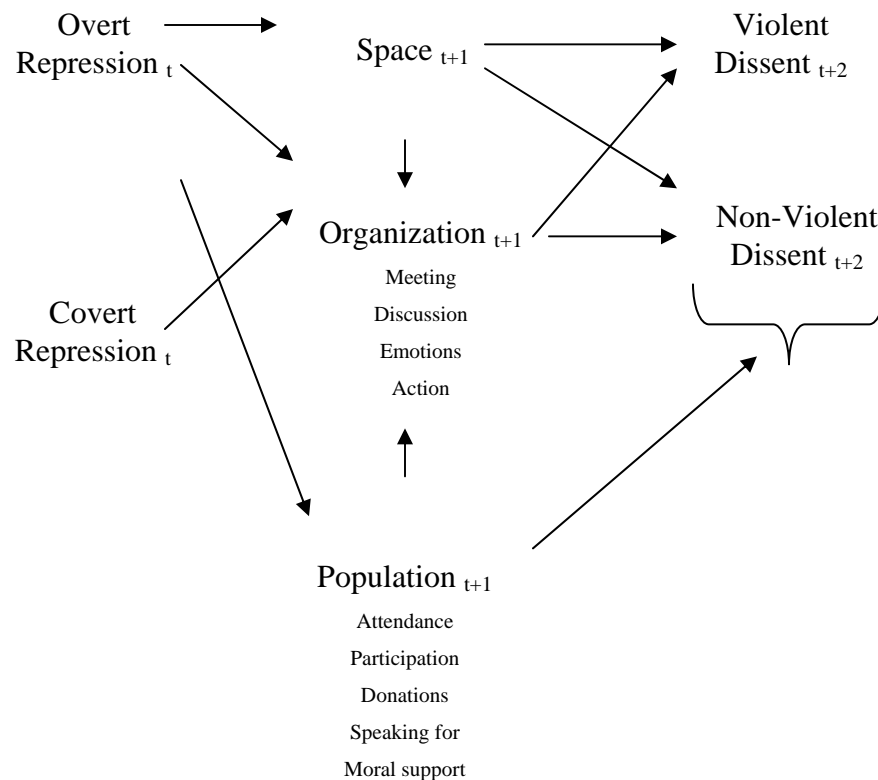 Overt
Repression t
Space t+1
Violent
Dissent t+2
Organization t+1
Meeting
Discussion
Emotions
Action
Non-Violent
Dissent t+2
Covert
Repression t
Population t+1
Attendance
Participation
Donations
Speaking for
Moral support